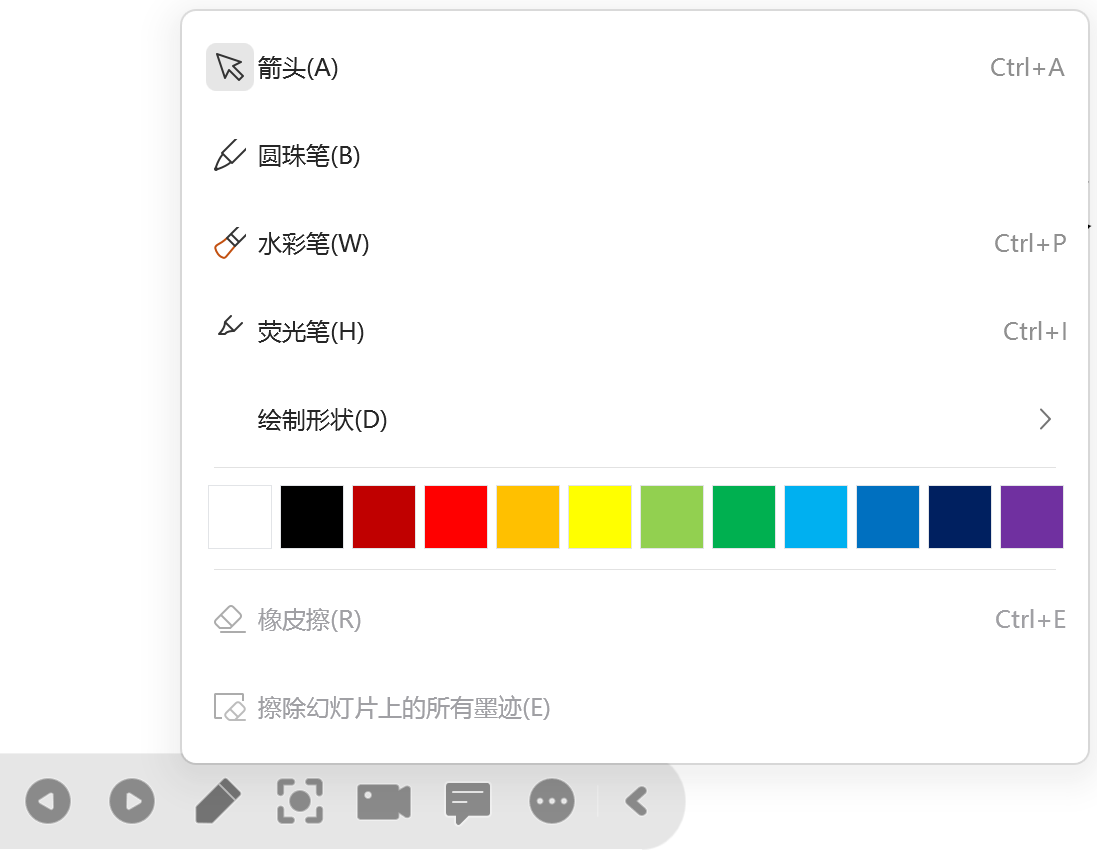 箭头(A) Ctrl+A
圆珠笔(B)
水彩笔(W) Ctrl+P
荧光笔(H) Ctrl+I
绘制形状(D)
橡皮擦(R) Ctrl+E
擦除幻灯片上的所有墨迹(E)